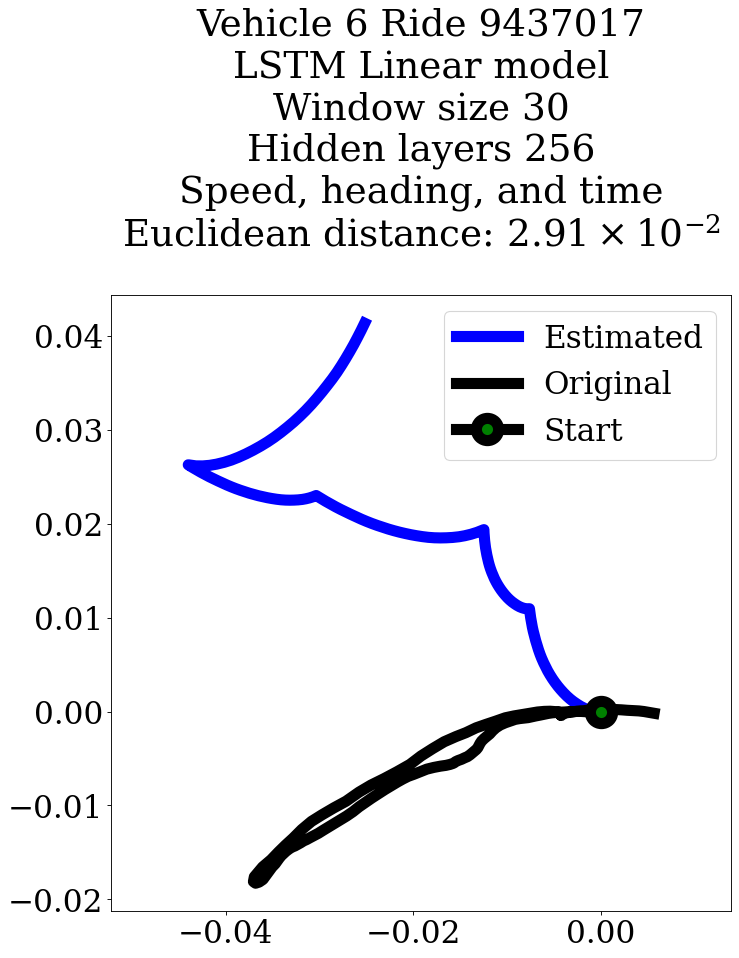 Vehicle 6 Ride 9437017
LSTM Linear model
Window size 30
Hidden layers 256
Speed, heading, and time
Euclidean distance: 2.91 × 10⁻²
Estimated
Original
Start
0.04
0.03
0.02
0.01
0.00
−0.01
−0.02
−0.04
−0.02
0.00